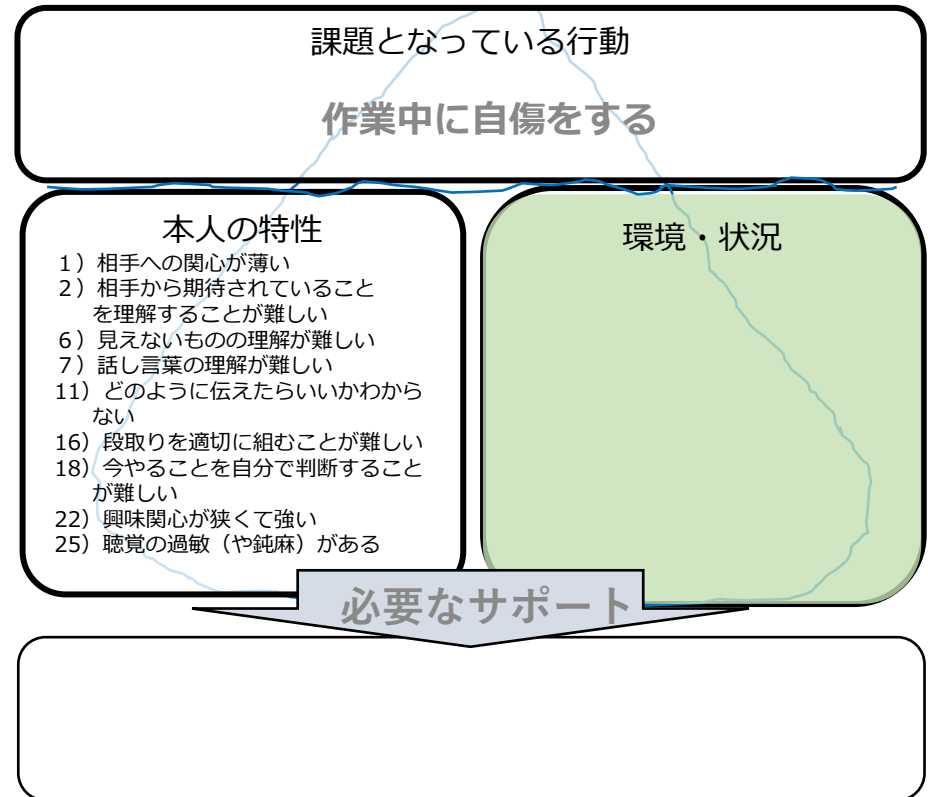 課題となっている行動
作業中に自傷をする
本人の特性
1）相手への関心が薄い
2）相手から期待されていること
を理解することが難しい
6）見えないものの理解が難しい
7）話し言葉の理解が難しい
11）どのように伝えたらいいかわから
ない
16）段取りを適切に組むことが難しい
18）今やることを自分で判断すること
が難しい
22）興味関心が狭くて強い
25）聴覚の過敏（や鈍麻）がある
環境・状況
必要なサポート